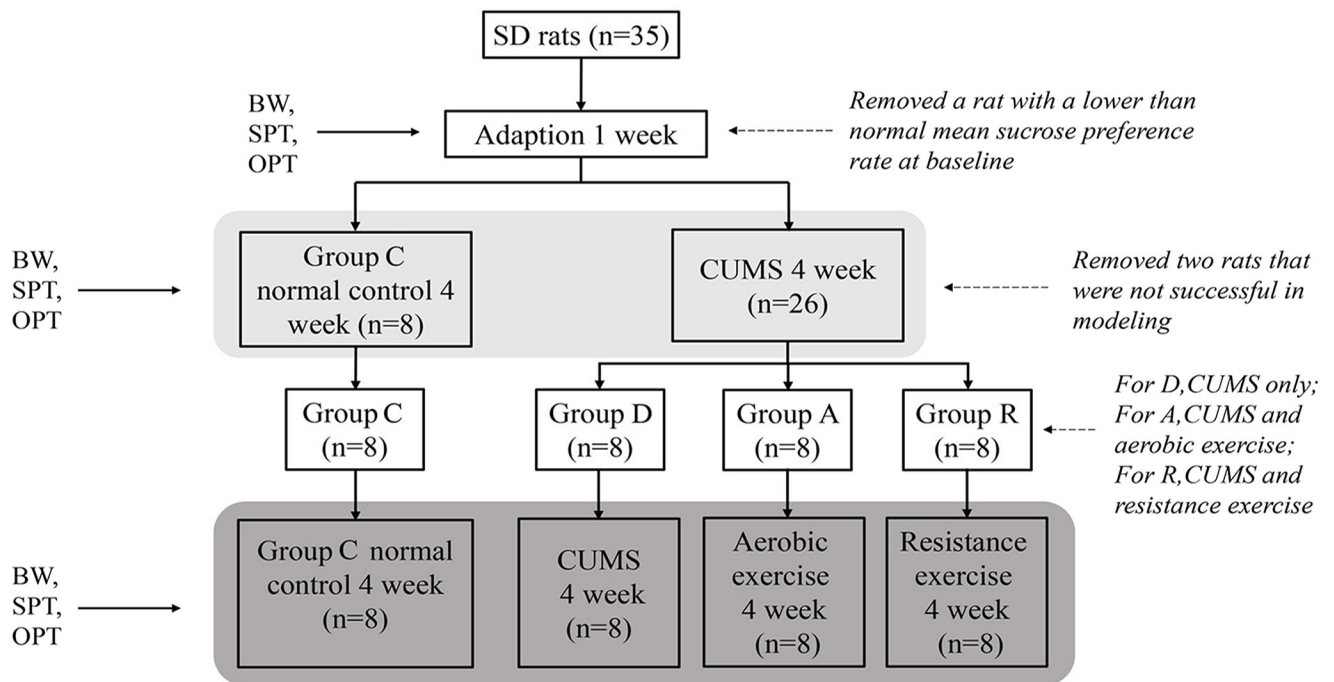 SD rats (n=35)
BW,
SPT,
OPT
Adaption 1 week
Removed a rat with a lower than
normal mean sucrose preference
rate at baseline
BW,
SPT,
OPT
Group C
normal control 4
week (n=8)
CUMS 4 week
(n=26)
Removed two rats that
were not successful in
modeling
Group C
(n=8)
Group D
(n=8)
Group A
(n=8)
Group R
(n=8)
For D,CUMS only;
For A,CUMS and
aerobic exercise;
For R,CUMS and
resistance exercise
BW,
SPT,
OPT
Group C normal
control 4 week
(n=8)
CUMS
4 week
(n=8)
Aerobic
exercise
4 week
(n=8)
Resistance
exercise
4 week
(n=8)